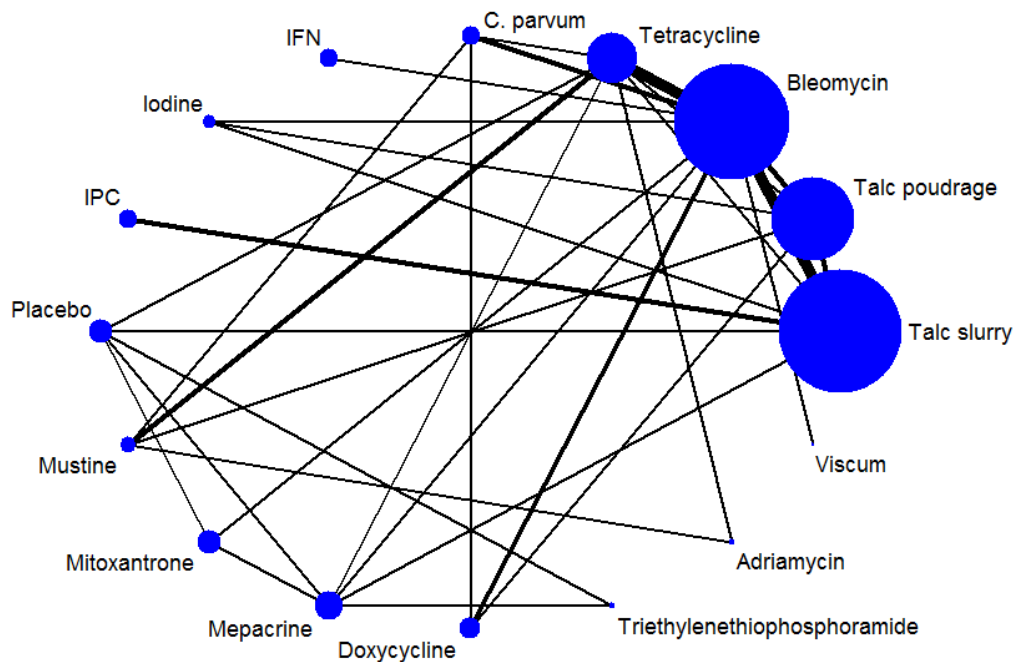 C. parvum
IFN
Tetracycline
Bleomycin
Iodine
Talc poudrage
IPC
Placebo
Talc slurry
Mustine
Viscum
Mitoxantrone
Adriamycin
Mepacrine
Triethylenethiophosphoramide
Doxycycline